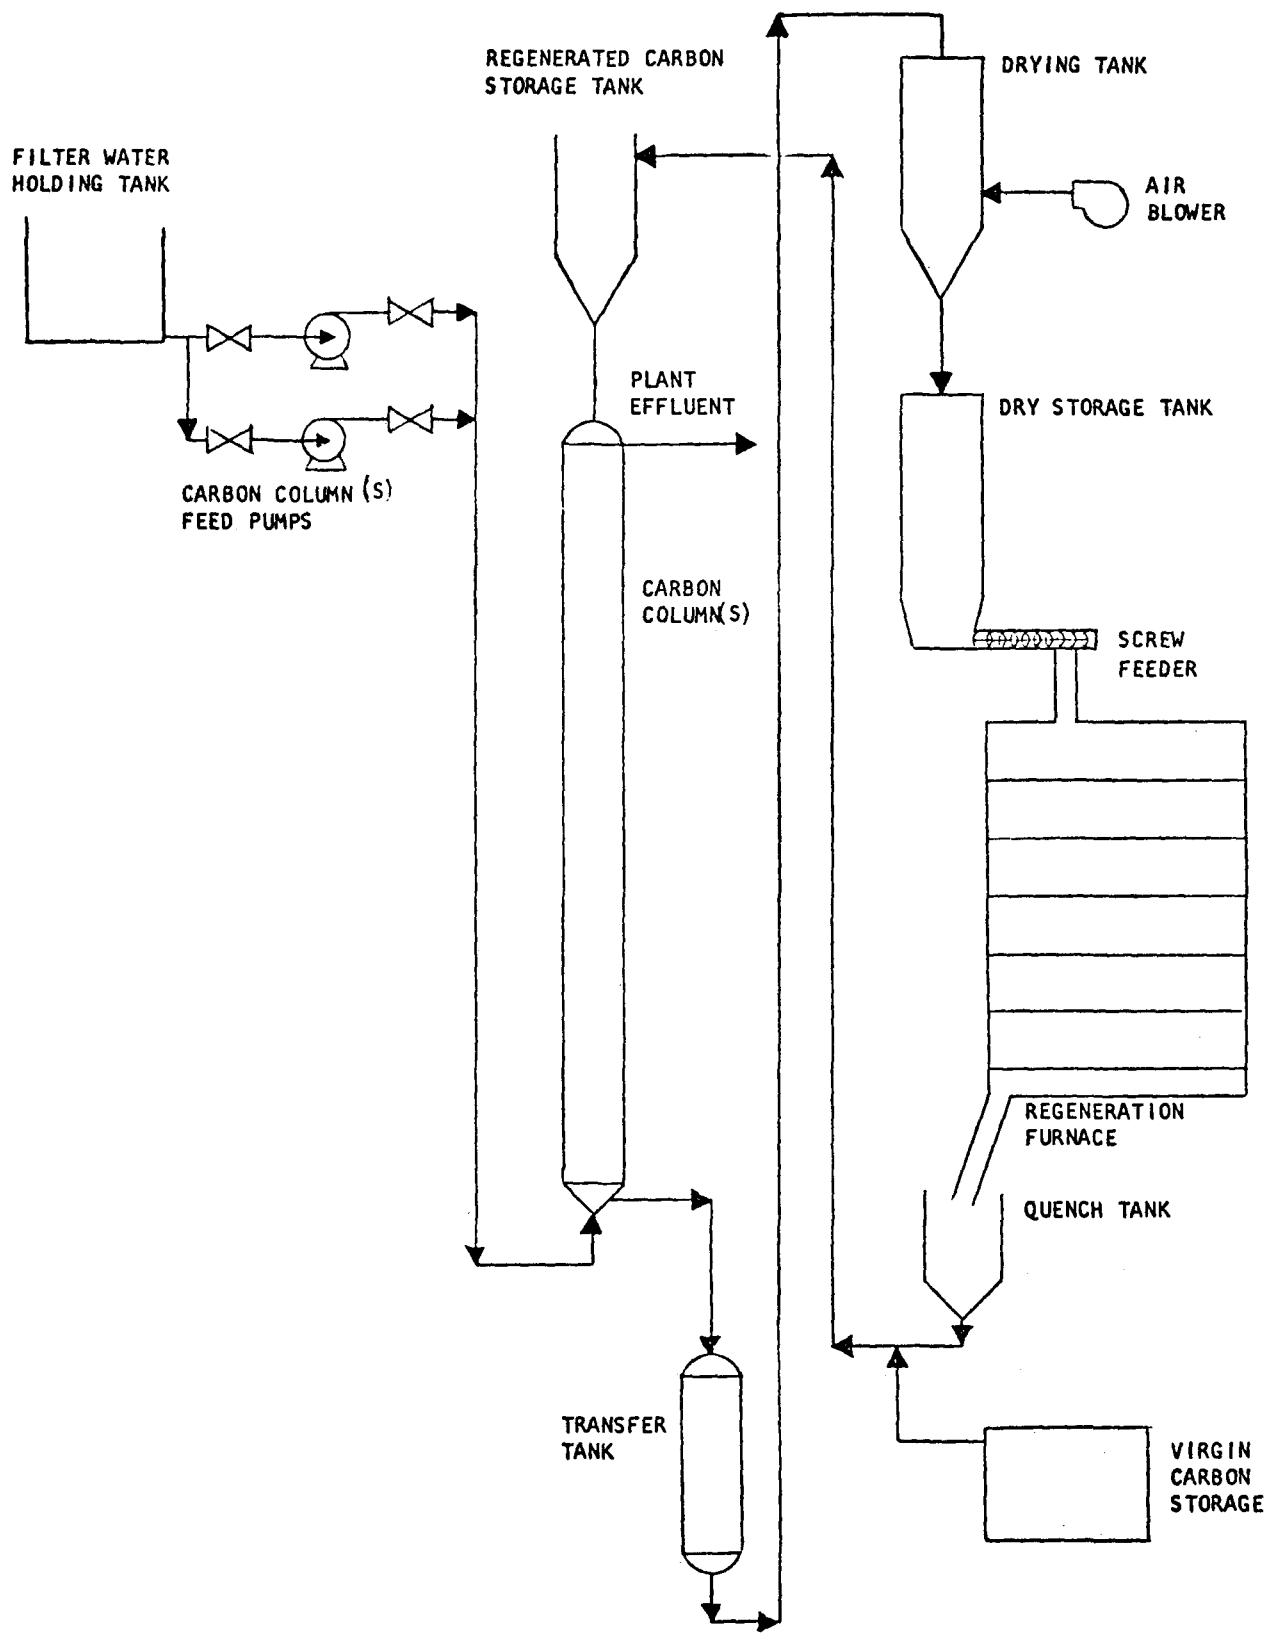 REGENERATED CARBON
STORAGE TANK
DRYING TANK
FILTER WATER
HOLDING TANK
AIR
BLOWER
PLANT
EFFLUENT
DRY STORAGE TANK
CARBON COLUMN(S)
FEED PUMPS
CARBON
COLUMN(S)
SCREW
FEEDER
REGENERATION
FURNACE
QUENCH TANK
TRANSFER
TANK
VIRGIN
CARBON
STORAGE